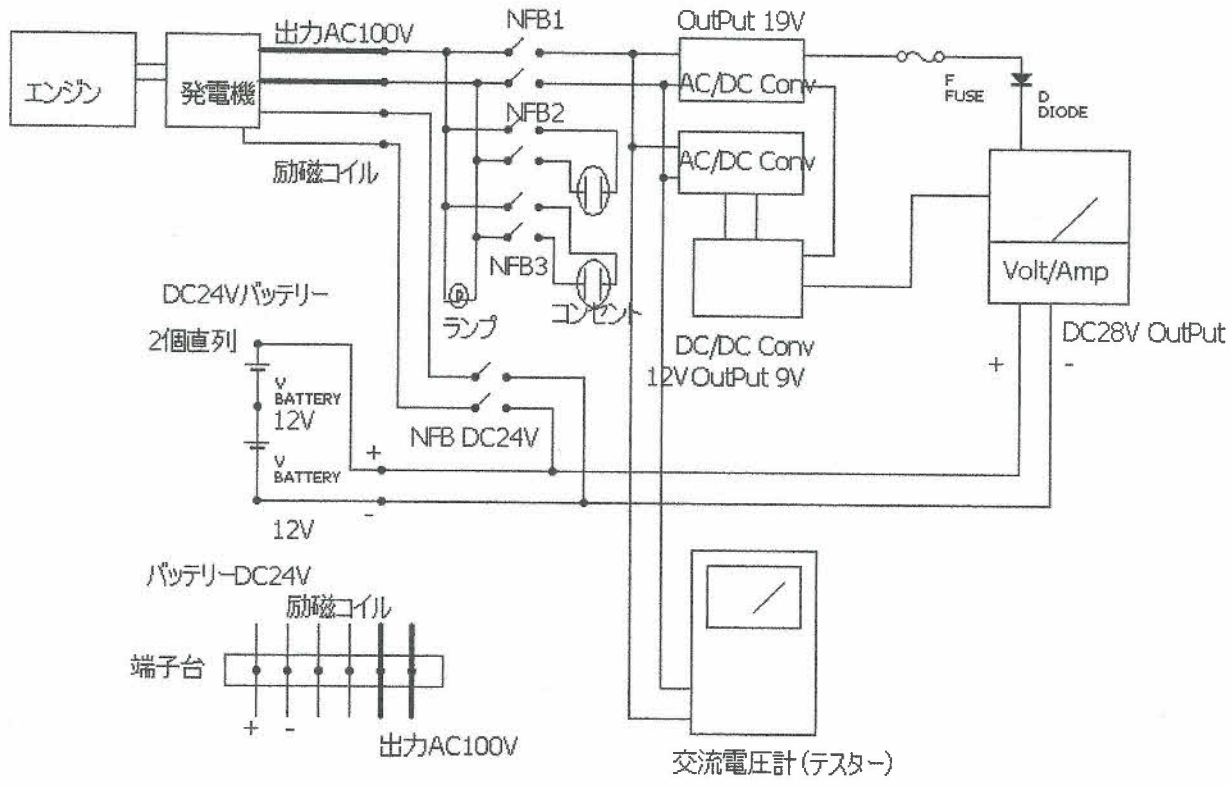 出力AC100V
NFB1
OutPut 19V
エンジン
発電機
AC/DC Conv
F
FUSE
D
DIODE
NFB2
励磁コイル
AC/DC Conv
NFB3
Volt/Amp
DC24Vバッテリー
ランプ
コンセント
2個直列
DC/DC Conv
DC28V OutPut
12V OutPut 9V
+
-
V
BATTERY
12V
NFB DC24V
V
BATTERY
+
-
12V
バッテリーDC24V
励磁コイル
端子台
+
-
出力AC100V
交流電圧計(テスター)